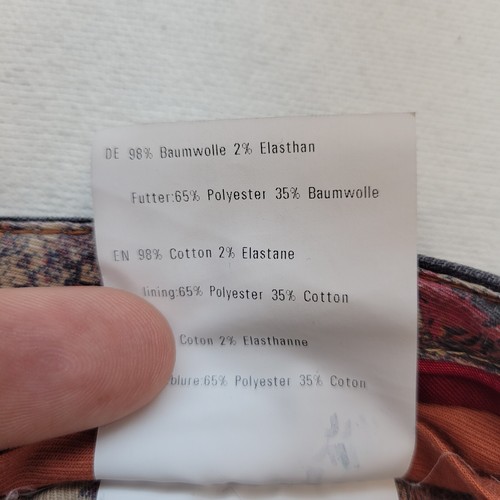 DE 98% Baumwolle 2% Elasthan
Futter:65% Polyester 35% Baumwolle
EN 98% Cotton 2% Elastane
ining:65% Polyester 35% Cotton
Coton 2% Elasthanne
blure:65% Polyester 35% Coton